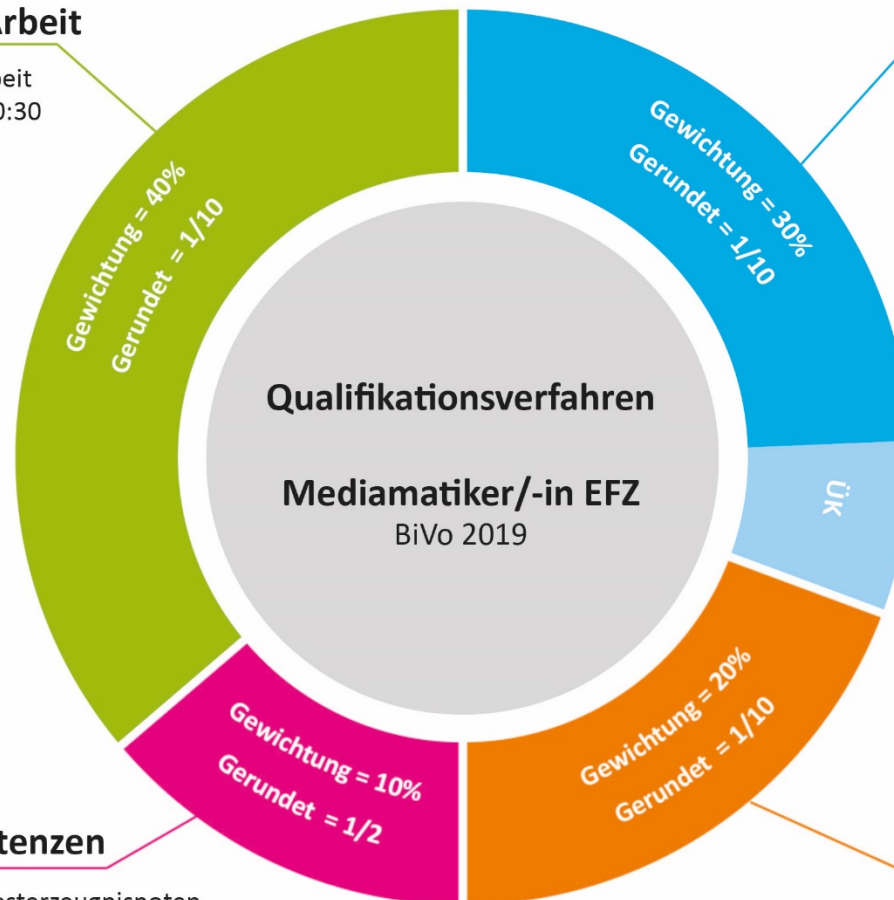 Arbeit
beit
0:30
Gewichtung = 40%
Gerundet = 1/10
Gewichtung = 30%
Gerundet = 1/10
Qualifikationsverfahren
Mediamatiker/-in EFZ
BiVo 2019
ÜK
Gewichtung = 20%
Gerundet = 1/10
Gewichtung = 10%
Gerundet = 1/2
tenzen